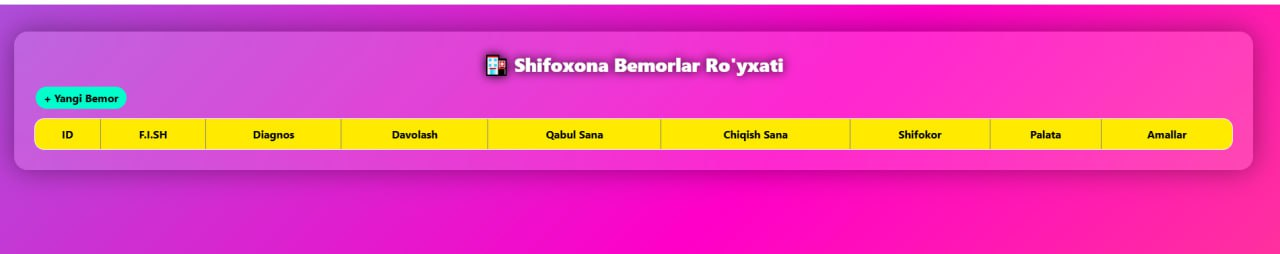 Shifoxona Bemorlar Ro'yxati
+ Yangi Bemor
ID F.I.SH Diagnos Davolash Qabul Sana Chiqish Sana Shifokor Palata Amallar